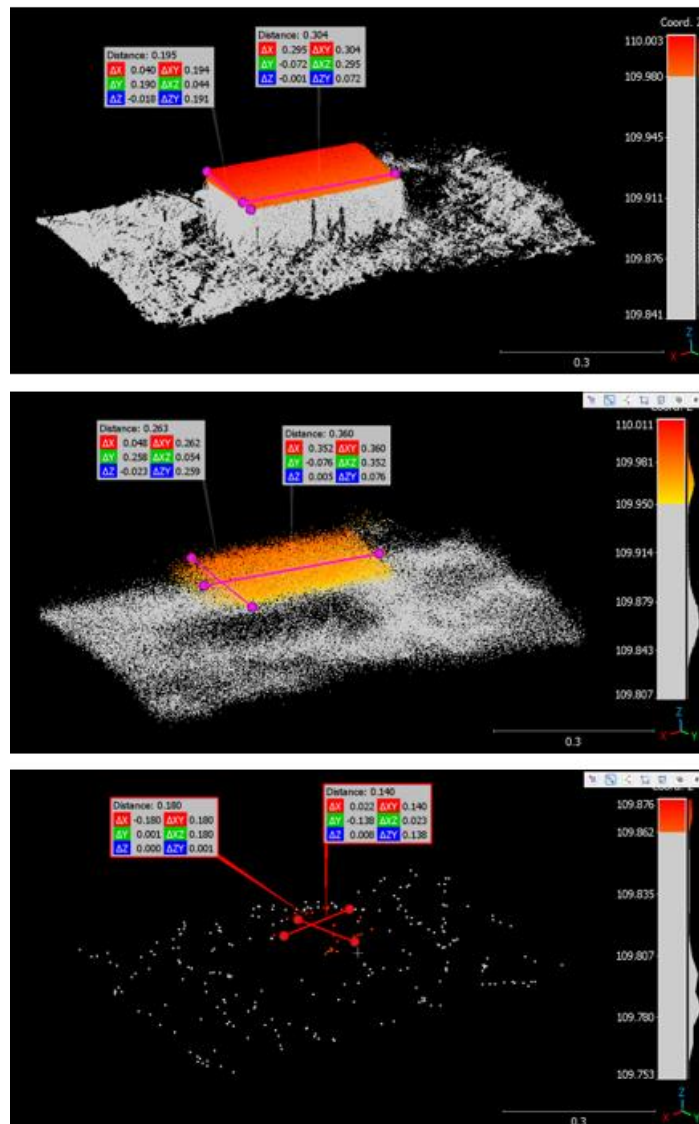 Coord. Z
Distance: 0.304
ΔX 0.295 ΔXY 0.304
ΔY -0.072 ΔXZ 0.295
ΔZ -0.001 ΔZY 0.072
Distance: 0.195
ΔX 0.040 ΔXY 0.194
ΔY 0.190 ΔXZ 0.044
ΔZ -0.018 ΔZY 0.191
110.003
109.980
109.945
109.911
109.876
109.841
Z
X
0.3
Distance: 0.263
ΔX 0.048 ΔXY 0.262
ΔY 0.258 ΔXZ 0.054
ΔZ -0.023 ΔZY 0.259
Distance: 0.360
ΔX 0.352 ΔXY 0.360
ΔY -0.076 ΔXZ 0.352
ΔZ 0.005 ΔZY 0.076
110.011
109.981
109.950
109.914
109.879
109.843
109.807
Z
X Y
0.3
Distance: 0.180
ΔX -0.180 ΔXY 0.180
ΔY 0.001 ΔXZ 0.180
ΔZ 0.000 ΔZY 0.001
Distance: 0.140
ΔX 0.022 ΔXY 0.140
ΔY -0.138 ΔXZ 0.023
ΔZ 0.008 ΔZY 0.138
109.876
109.862
109.835
109.807
109.780
109.753
Z
X Y
0.3